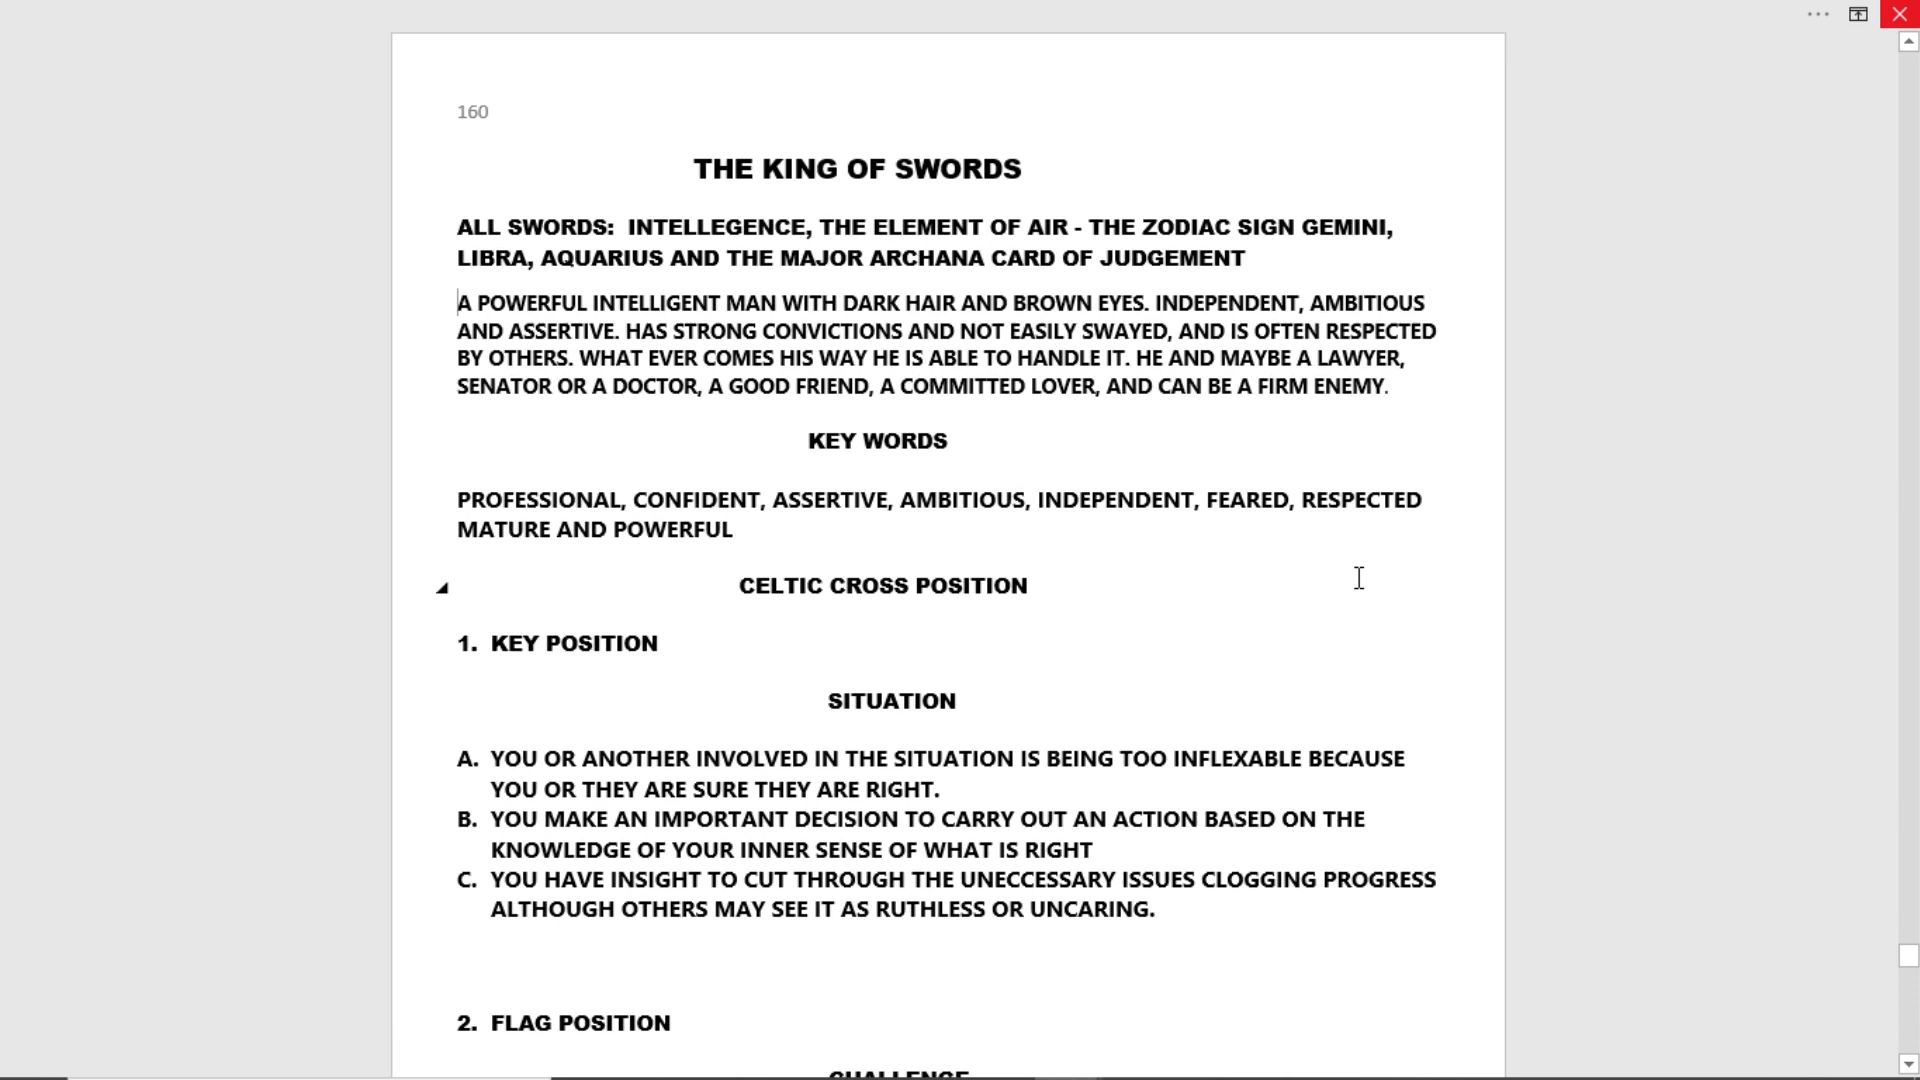 160
THE KING OF SWORDS
ALL SWORDS:  INTELLEGENCE, THE ELEMENT OF AIR - THE ZODIAC SIGN GEMINI,
LIBRA, AQUARIUS AND THE MAJOR ARCHANA CARD OF JUDGEMENT
A POWERFUL INTELLIGENT MAN WITH DARK HAIR AND BROWN EYES. INDEPENDENT, AMBITIOUS
AND ASSERTIVE. HAS STRONG CONVICTIONS AND NOT EASILY SWAYED, AND IS OFTEN RESPECTED
BY OTHERS. WHAT EVER COMES HIS WAY HE IS ABLE TO HANDLE IT. HE AND MAYBE A LAWYER,
SENATOR OR A DOCTOR, A GOOD FRIEND, A COMMITTED LOVER, AND CAN BE A FIRM ENEMY.
KEY WORDS
PROFESSIONAL, CONFIDENT, ASSERTIVE, AMBITIOUS, INDEPENDENT, FEARED, RESPECTED
MATURE AND POWERFUL
CELTIC CROSS POSITION
1.  KEY POSITION
SITUATION
A.  YOU OR ANOTHER INVOLVED IN THE SITUATION IS BEING TOO INFLEXABLE BECAUSE
YOU OR THEY ARE SURE THEY ARE RIGHT.
B.  YOU MAKE AN IMPORTANT DECISION TO CARRY OUT AN ACTION BASED ON THE
KNOWLEDGE OF YOUR INNER SENSE OF WHAT IS RIGHT
C.  YOU HAVE INSIGHT TO CUT THROUGH THE UNECCESSARY ISSUES CLOGGING PROGRESS
ALTHOUGH OTHERS MAY SEE IT AS RUTHLESS OR UNCARING.
2.  FLAG POSITION
CHALLENGE